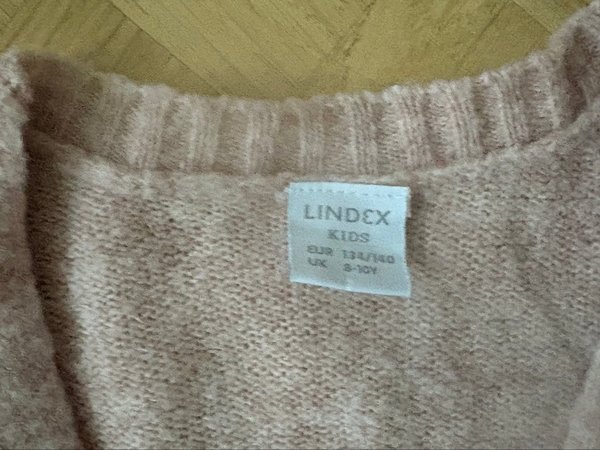 LINDEX
KIDS
EUR 134/140
UK 8-10Y